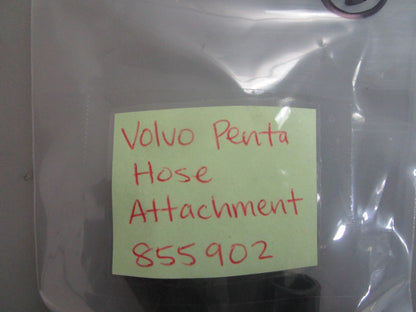 Volvo Penta
Hose
Attachment
855902